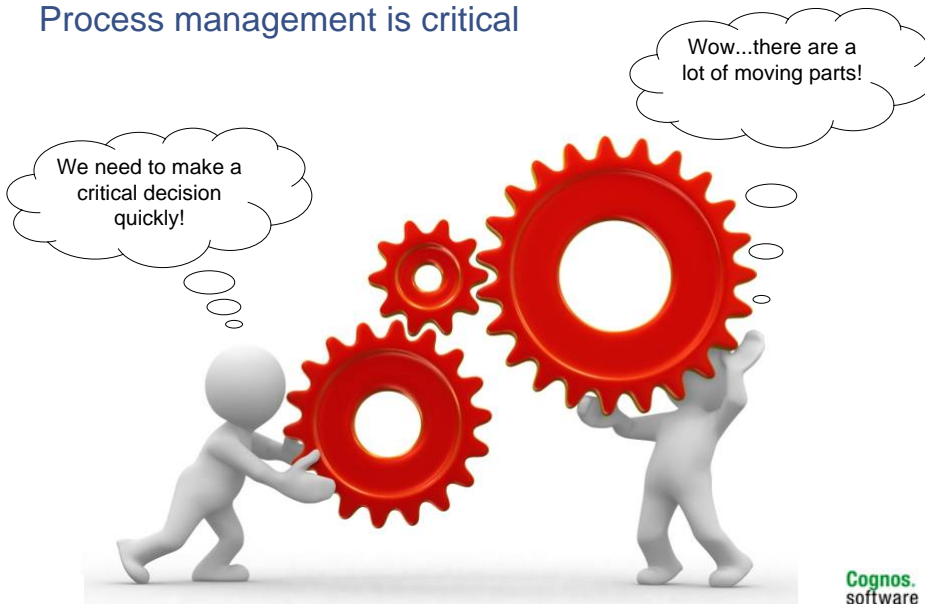 Process management is critical
Wow...there are a
lot of moving parts!
We need to make a
critical decision
quickly!
Cognos.
software